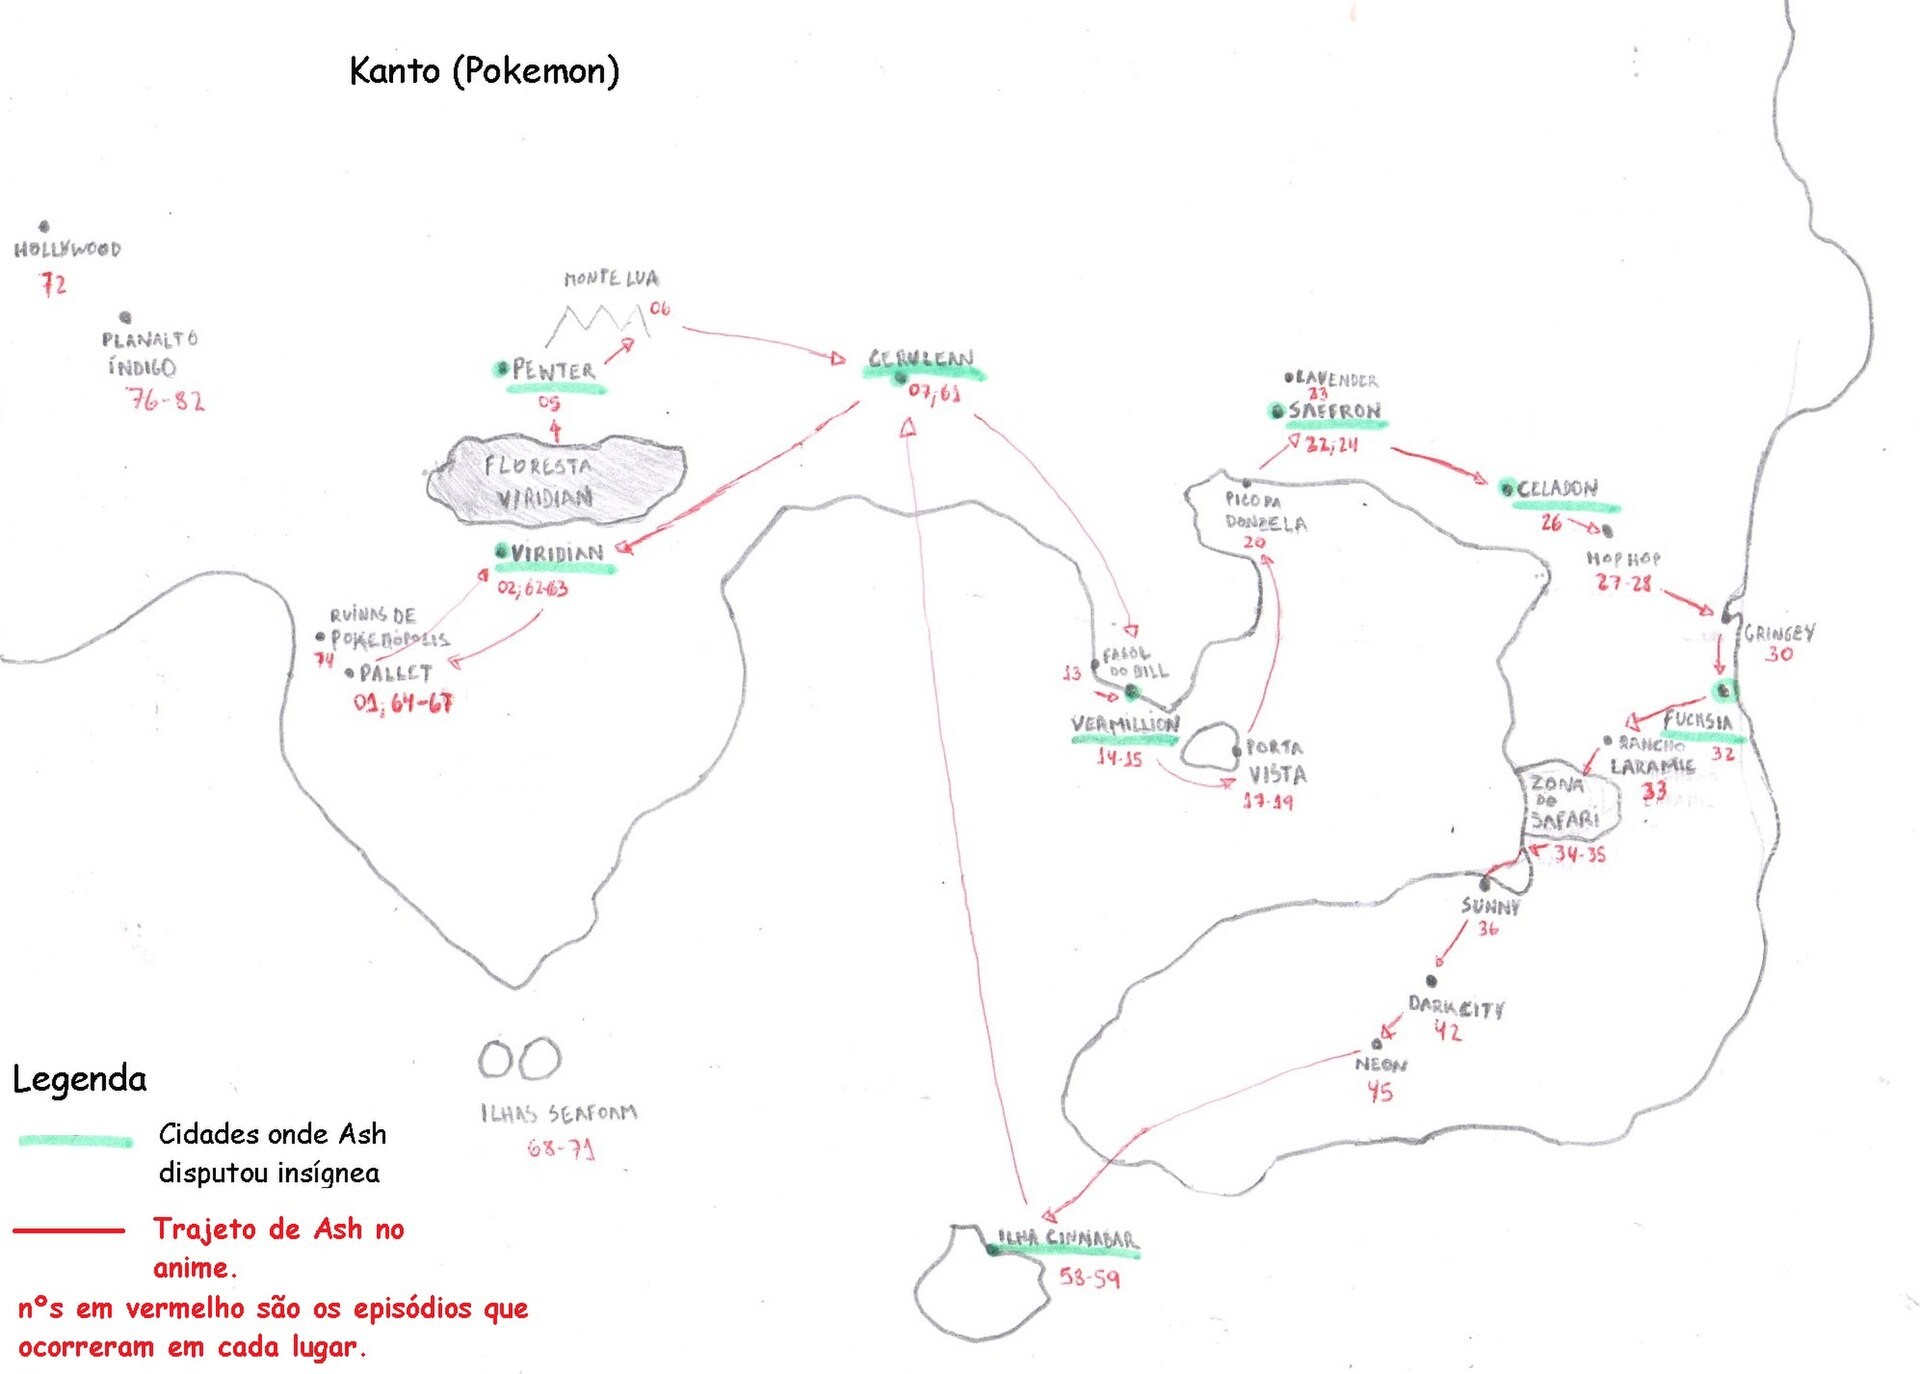 Kanto (Pokemon)
HOLLYWOOD
72
PLANALTO
ÍNDIGO
76-82
MONTE LUA
06
PEWTER
05
CERULEAN
07;61
FLORESTA
VIRIDIAN
VIRIDIAN
02;62-63
RUÍNAS DE
POKEMÓPOLIS
74
PALLET
01;64-67
LAVENDER
23
SAFFRON
22;24
CELADON
26
PICO DA
DONZELA
20
HOP HOP
27-28
GRINGEY
30
FAROL
DO BILL
13
VERMILLION
14-15
PORTA
VISTA
17-19
FUCHSIA
32
RANCHO
LARAMIE
33
ZONA
DO
SAFARI
34-35
SUNNY
36
DARK CITY
42
NEON
45
ILHAS SEAFOAM
68-71
ILHA CINNABAR
58-59
Legenda
Cidades onde Ash
disputou insígnea
Trajeto de Ash no
anime.
nºs em vermelho são os episódios que
ocorreram em cada lugar.